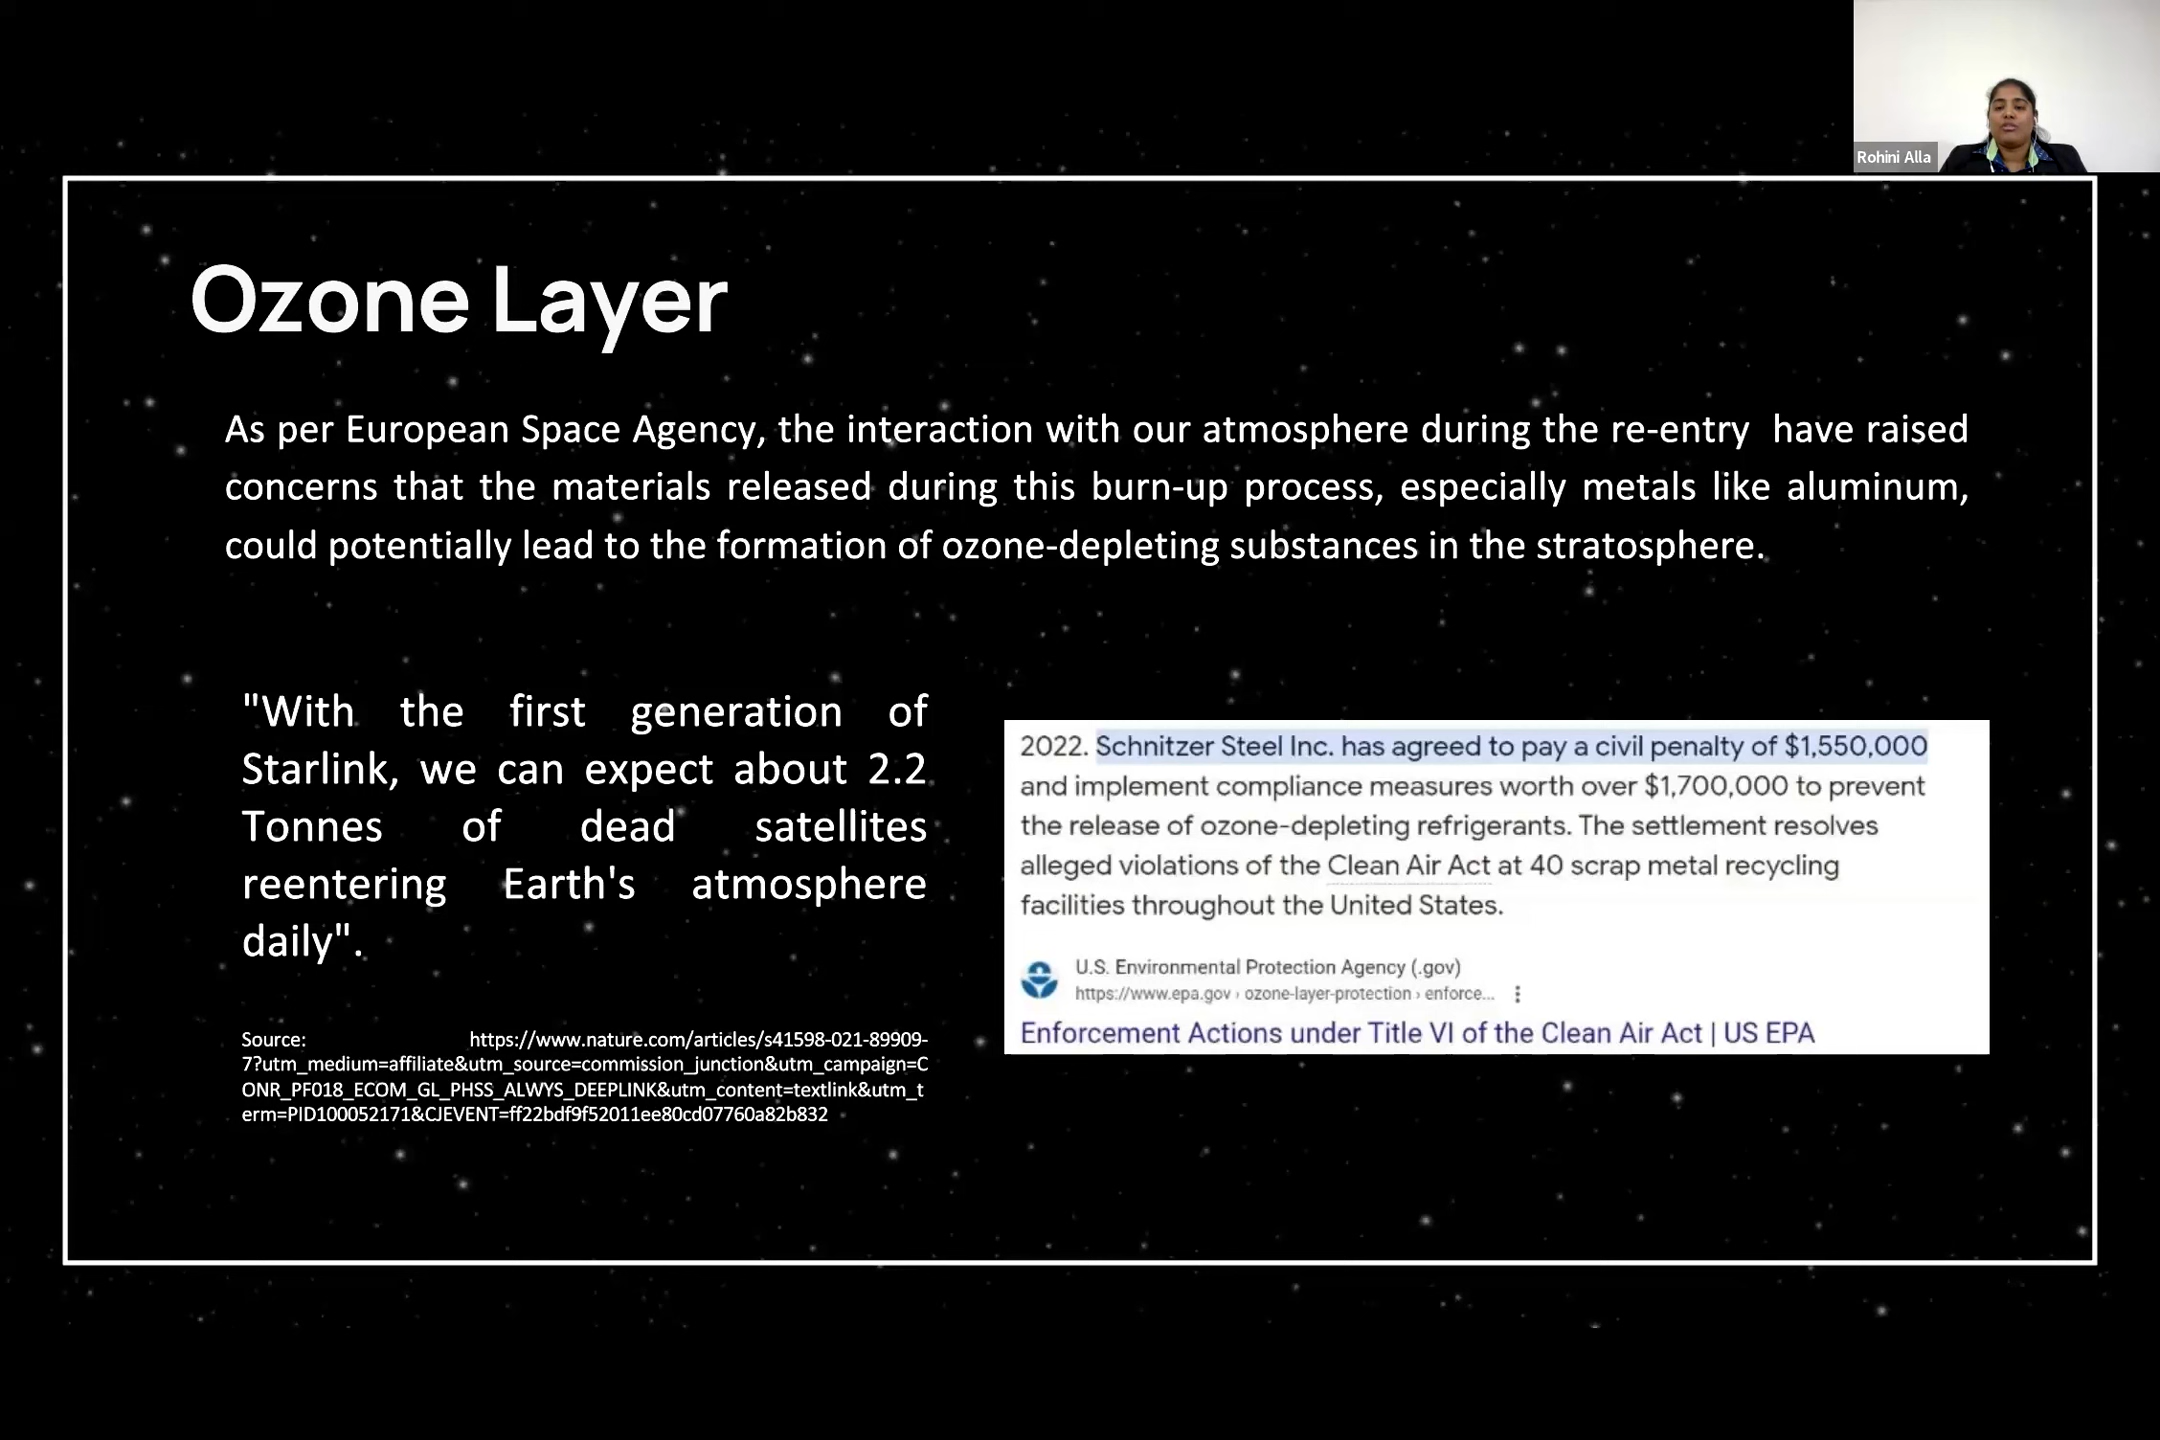 Rohini Alla
Ozone Layer
As per European Space Agency, the interaction with our atmosphere during the re-entry have raised
concerns that the materials released during this burn-up process, especially metals like aluminum,
could potentially lead to the formation of ozone-depleting substances in the stratosphere.
"With the first generation of
Starlink, we can expect about 2.2
Tonnes of dead satellites
reentering Earth's atmosphere
daily".
Source: https://www.nature.com/articles/s41598-021-89909-
7?utm_medium=affiliate&utm_source=commission_junction&utm_campaign=C
ONR_PF018_ECOM_GL_PHSS_ALWYS_DEEPLINK&utm_content=textlink&utm_t
erm=PID100052171&CJEVENT=ff22bdf9f52011ee80cd07760a82b832
2022. Schnitzer Steel Inc. has agreed to pay a civil penalty of $1,550,000
and implement compliance measures worth over $1,700,000 to prevent
the release of ozone-depleting refrigerants. The settlement resolves
alleged violations of the Clean Air Act at 40 scrap metal recycling
facilities throughout the United States.
U.S. Environmental Protection Agency (.gov)
https://www.epa.gov › ozone-layer-protection › enforce...
Enforcement Actions under Title VI of the Clean Air Act | US EPA